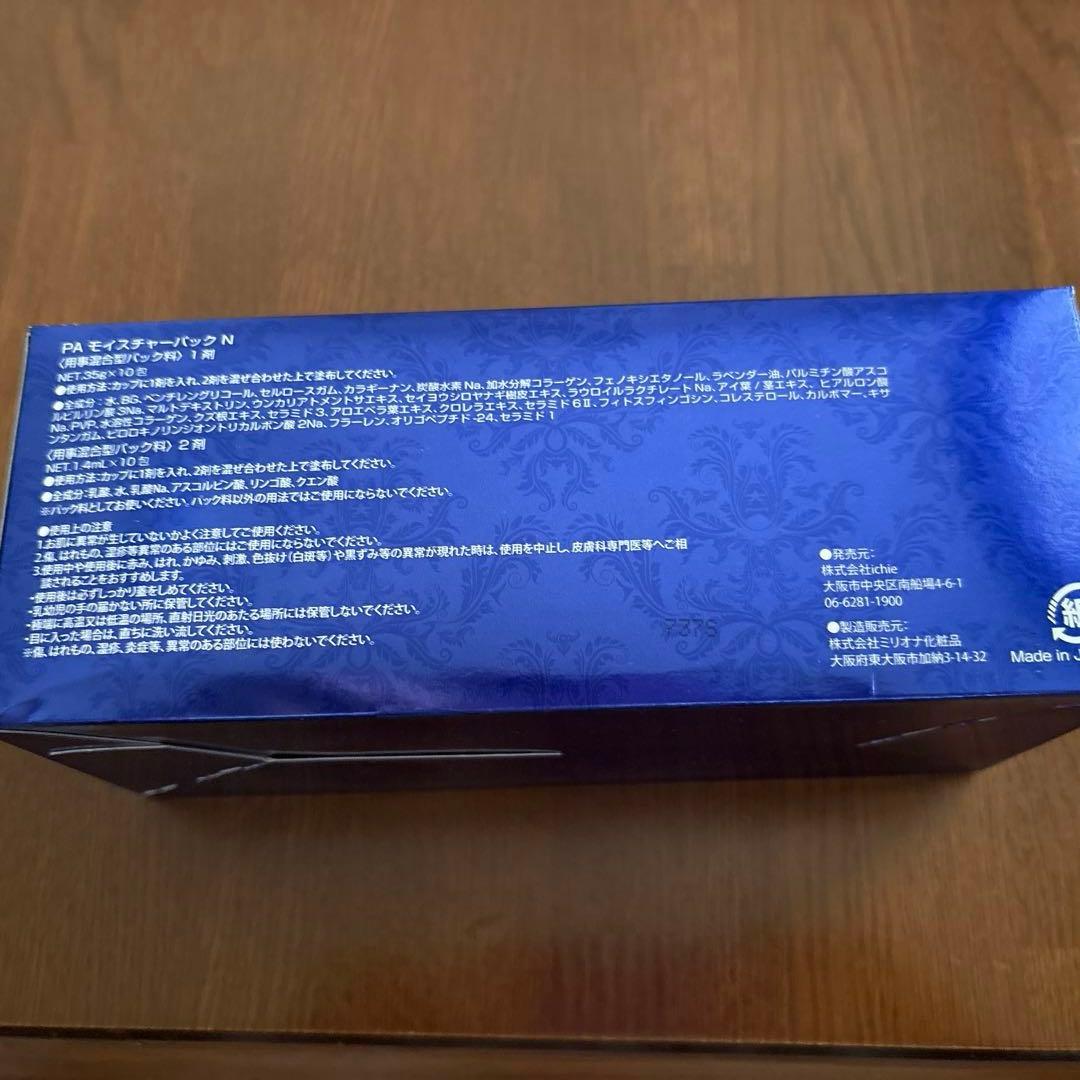 PA モイスチャーパック N
〈用事混合型パック料〉1剤
NET.35g×10包
●使用方法:カップに1剤を入れ、2剤を混ぜ合わせた上で塗布してください。
●全成分:水、BG、ペンチレングリコール、セルロースガム、カラギーナン、炭酸水素Na、加水分解コラーゲン、フェノキシエタノール、ラベンダー油、パルミチン酸アスコ
ルビルリン酸3Na、マルトデキストリン、ウンカリアトメントサエキス、セイヨウシロヤナギ樹皮エキス、ラウロイルラクチレートNa、アイ葉/茎エキス、ヒアルロン酸
Na、PVP、水溶性コラーゲン、クズ根エキス、セラミド3、アロエベラ葉エキス、クロレラエキス、セラミド6Ⅱ、フィトスフィンゴシン、コレステロール、カルボマー、キサ
ンタンガム、ピロロキノリンジオントリカルボン酸2Na、フラーレン、オリゴペプチド-24、セラミド1
〈用事混合型パック料〉2剤
NET.1.4mL×10包
●使用方法:カップに1剤を入れ、2剤を混ぜ合わせた上で塗布してください。
●全成分:乳酸、水、乳酸Na、アスコルビン酸、リンゴ酸、クエン酸
※パック料としてお使いください。パック料以外の用法ではご使用にならないでください。
●使用上の注意
1.お肌に異常が生じていないかよく注意してご使用ください。
2.傷、はれもの、湿疹等異常のある部位にはご使用にならないでください。
3.使用中や使用後に赤み、はれ、かゆみ、刺激、色抜け(白斑等)や黒ずみ等の異常が現れた時は、使用を中止し、皮膚科専門医等へご相
談されることをおすすめします。
・使用後は必ずしっかり蓋をしめてください。
・乳幼児の手の届かない所に保管してください。
・極端に高温又は低温の場所、直射日光のあたる場所には保管しないでください。
・目に入った場合は、直ちに洗い流してください。
※傷、はれもの、湿疹、炎症等、異常のある部位には使わないでください。
7376
●発売元:
株式会社ichie
大阪市中央区南船場4-6-1
06-6281-1900
●製造販売元:
株式会社ミリオナ化粧品
大阪府東大阪市加納3-14-32
紙
Made in J